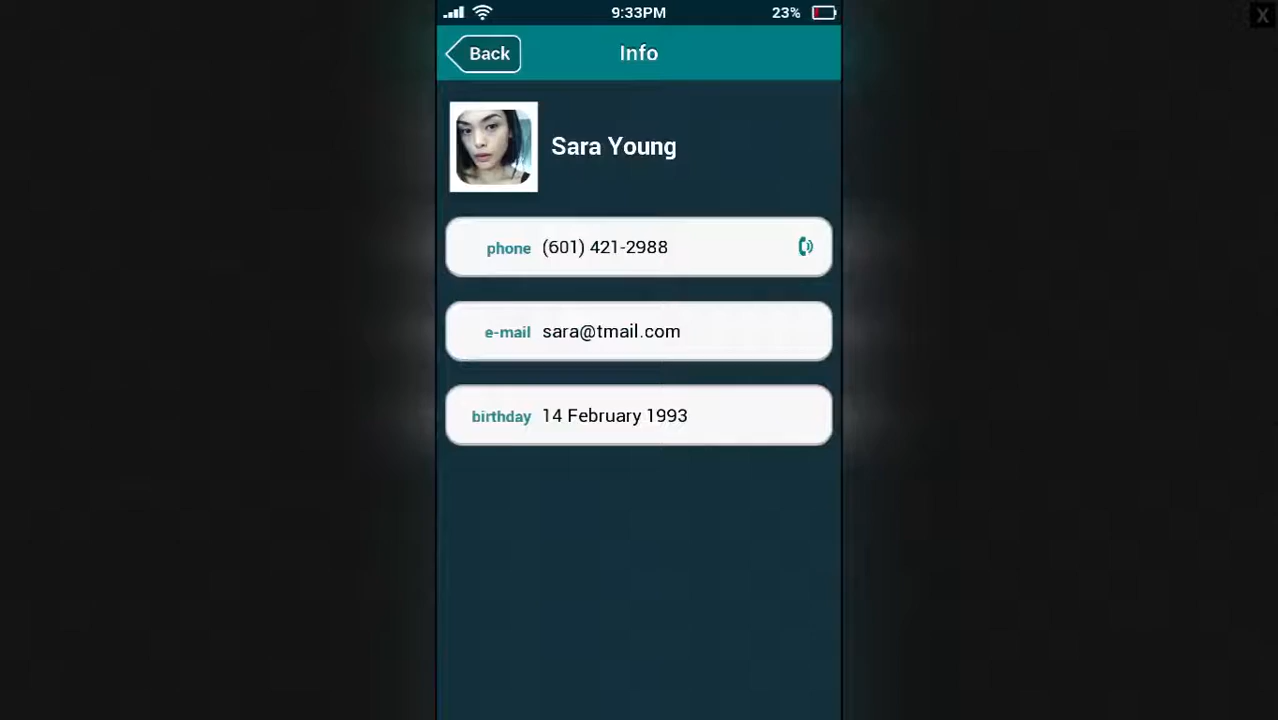 9:33PM
23%
X
Back
Info
Sara Young
phone (601) 421-2988
e-mail sara@tmail.com
birthday 14 February 1993